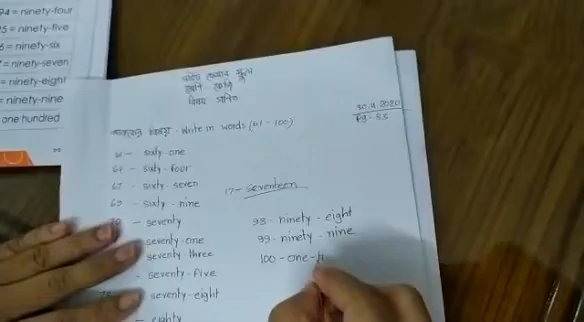 94 = ninety-four
95 = ninety-five
6 = ninety-six
= ninety-seven
= ninety-eight
= ninety-nine
one hundred
30.11.2020
Pg - 53
- Write in words (61 - 100)
61 - sixty-one
64 - sixty-four
67 - sixty-seven
69 - sixty-nine
70 - seventy
seventy-one
seventy three
- seventy-five
seventy-eight
- eighty
17 - Seventeen
98 - ninety-eight
99 - ninety-nine
100 - one-h